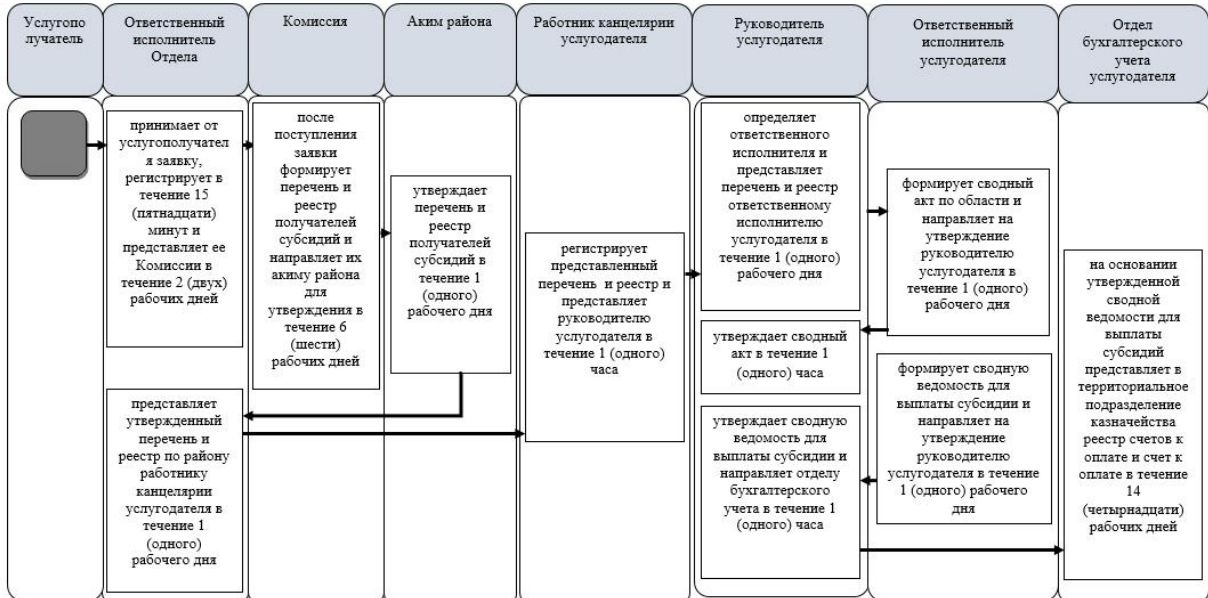 Услугопо
лучатель
Ответственный
исполнитель
Отдела
Комиссия
Аким района
Работник канцелярии
услугодателя
Руководитель
услугодателя
Ответственный
исполнитель
услугодателя
Отдел
бухгалтерского
учета
услугодателя
принимает от
услугополучател
я заявку,
регистрирует в
течение 15
(пятнадцати)
минут и
представляет ее
Комиссии в
течение 2 (двух)
рабочих дней
представляет
утвержденный
перечень и
реестр по району
работнику
канцелярии
услугодателя в
течение 1
(одного)
рабочего дня
после
поступления
заявки
формирует
перечень и
реестр
получателей
субсидий и
направляет их
акиму района
для
утверждения в
течение 6
(шести)
рабочих дней
утверждает
перечень и
реестр
получателей
субсидий в
течение 1
(одного)
рабочего дня
регистрирует
представленный
перечень и реестр и
представляет
руководителю
услугодателя в
течение 1 (одного)
часа
определяет
ответственного
исполнителя и
представляет
перечень и реестр
ответственному
исполнителю
услугодателя в
течение 1 (одного)
рабочего дня
утверждает сводный
акт в течение 1
(одного) часа
утверждает сводную
ведомость для
выплаты субсидии и
направляет отделу
бухгалтерского
учета в течение 1
(одного) часа
формирует сводный
акт по области и
направляет на
утверждение
руководителю
услугодателя в
течение 1 (одного)
рабочего дня
формирует сводную
ведомость для
выплаты субсидии и
направляет на
утверждение
руководителю
услугодателя в течение
1 (одного) рабочего
дня
на основании
утвержденной
сводной
ведомости для
выплаты
субсидий
представляет в
территориальное
подразделение
казначейства
реестр счетов к
оплате и счет к
оплате в течение
14
(четырнадцати)
рабочих дней